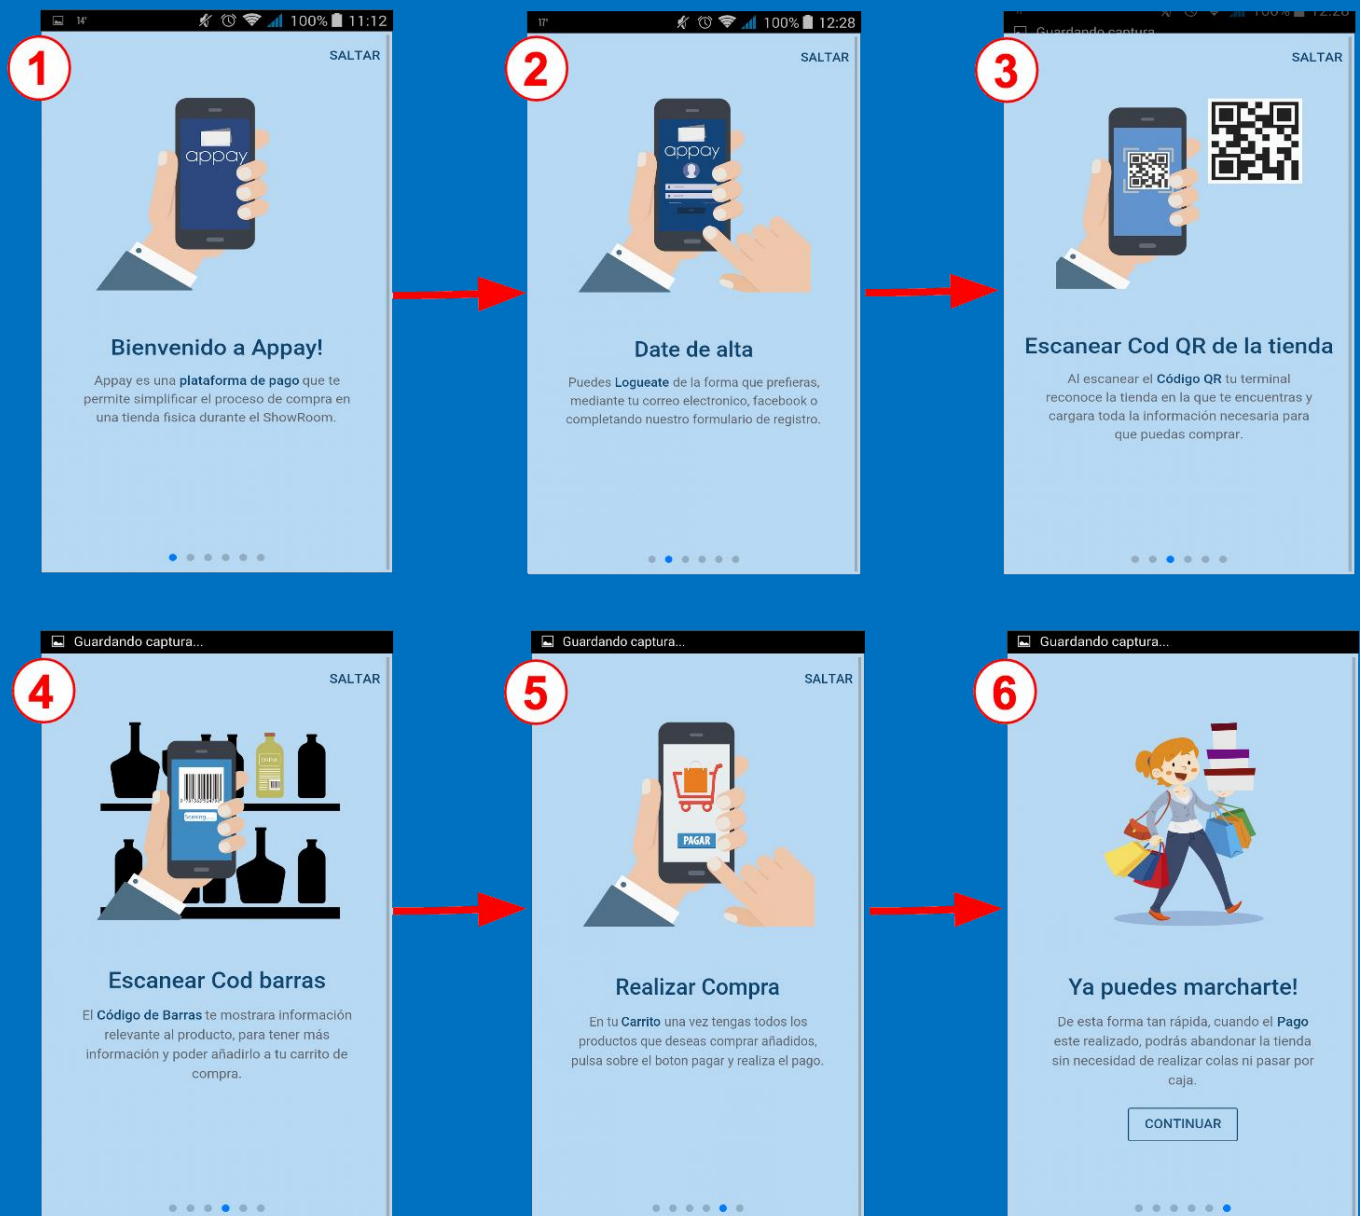 14°
100% 11:12
1
SALTAR
appay
Bienvenido a Appay!
Appay es una plataforma de pago que te
permite simplificar el proceso de compra en
una tienda fisica durante el ShowRoom.
17°
100% 12:28
2
SALTAR
appay
Date de alta
Puedes Logueate de la forma que prefieras,
mediante tu correo electronico, facebook o
completando nuestro formulario de registro.
Guardando captura
3
SALTAR
Escanear Cod QR de la tienda
Al escanear el Código QR tu terminal
reconoce la tienda en la que te encuentras y
cargara toda la información necesaria para
que puedas comprar.
Guardando captura...
4
SALTAR
Escanear Cod barras
El Código de Barras te mostrara información
relevante al producto, para tener más
información y poder añadirlo a tu carrito de
compra.
Guardando captura...
5
SALTAR
PAGAR
Realizar Compra
En tu Carrito una vez tengas todos los
productos que deseas comprar añadidos,
pulsa sobre el boton pagar y realiza el pago.
Guardando captura...
6
Ya puedes marcharte!
De esta forma tan rápida, cuando el Pago
este realizado, podrás abandonar la tienda
sin necesidad de realizar colas ni pasar por
caja.
CONTINUAR